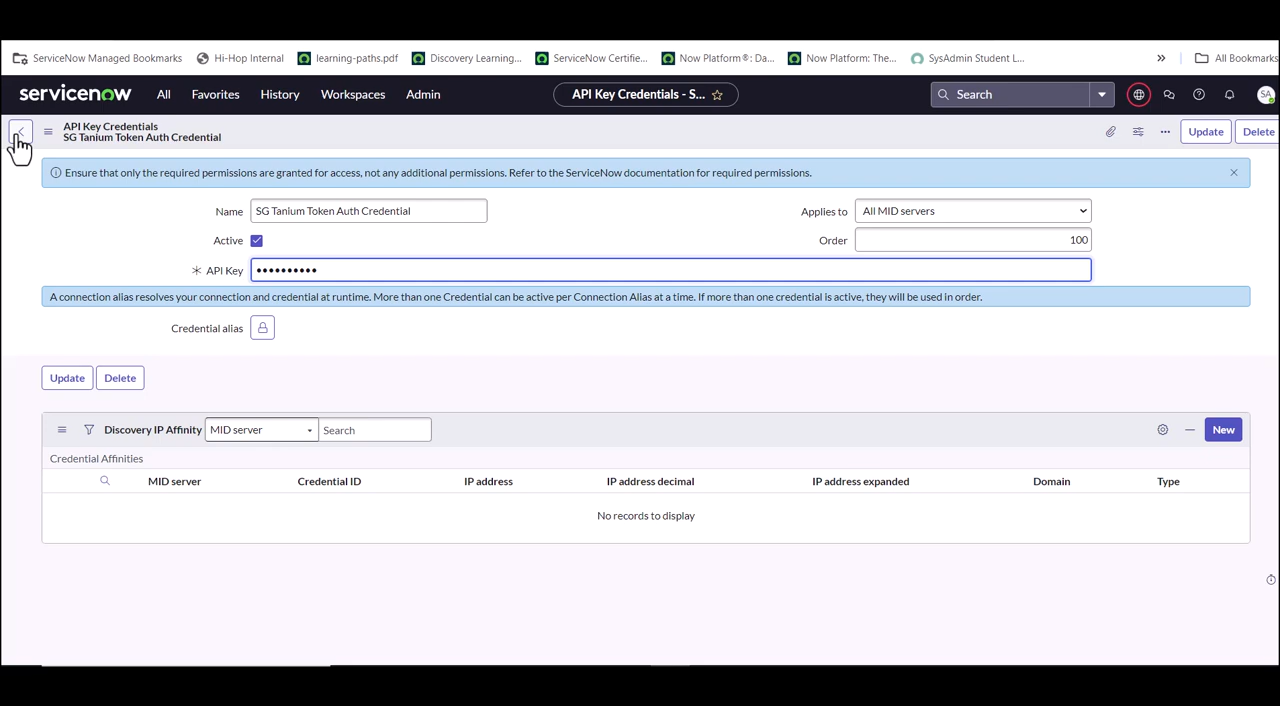 ServiceNow Managed Bookmarks Hi-Hop Internal learning-paths.pdf Discovery Learning... ServiceNow Certifie... Now Platform®: Da... Now Platform: The... SysAdmin Student L... » All Bookmarks
servicenow All Favorites History Workspaces Admin API Key Credentials - S... Search SA
API Key Credentials
SG Tanium Token Auth Credential
Update Delete
Ensure that only the required permissions are granted for access, not any additional permissions. Refer to the ServiceNow documentation for required permissions.
Name SG Tanium Token Auth Credential Applies to All MID servers
Active Order 100
API Key ••••••••••
A connection alias resolves your connection and credential at runtime. More than one Credential can be active per Connection Alias at a time. If more than one credential is active, they will be used in order.
Credential alias
Update Delete
Discovery IP Affinity MID server Search New
Credential Affinities
MID server Credential ID IP address IP address decimal IP address expanded Domain Type
No records to display